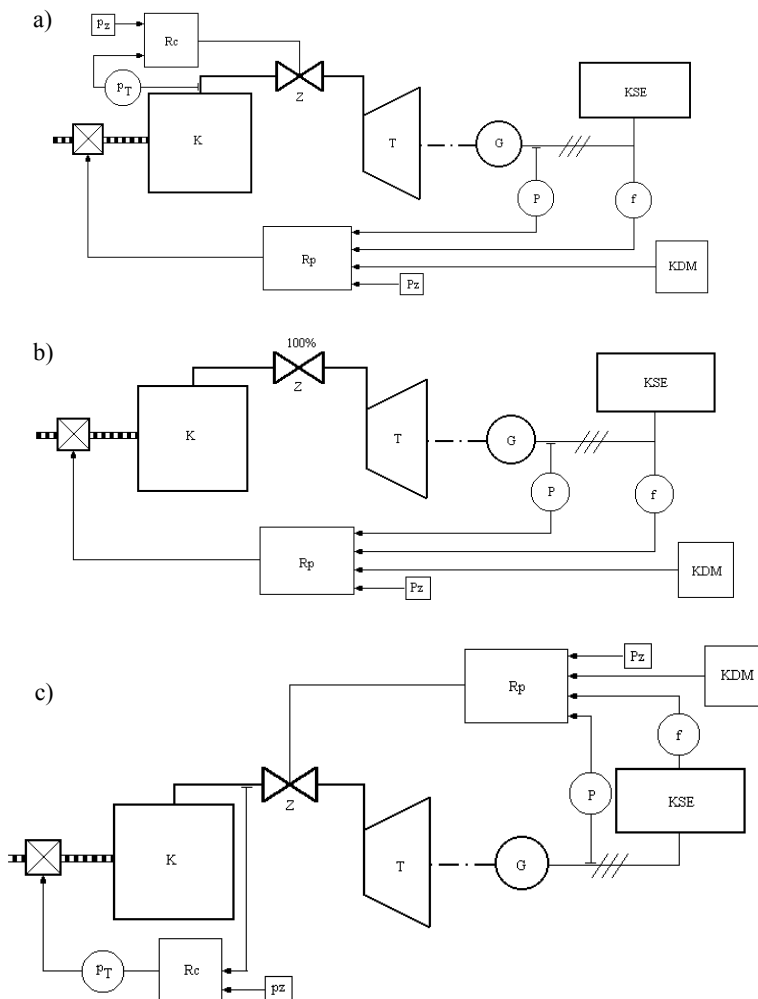 a)
pz
Rc
pT
Z
K
T
G
KSE
P
f
Rp
KDM
Pz
b)
100%
Z
K
T
G
KSE
P
f
Rp
KDM
Pz
c)
Rp
Pz
KDM
f
Z
P
KSE
K
T
G
pT
Rc
pz